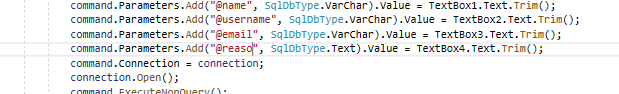 command.Parameters.Add("@name", SqlDbType.VarChar).Value = TextBox1.Text.Trim();
command.Parameters.Add("@username", SqlDbType.VarChar).Value = TextBox2.Text.Trim();
command.Parameters.Add("@email", SqlDbType.VarChar).Value = TextBox3.Text.Trim();
command.Parameters.Add("@reaso", SqlDbType.Text).Value = TextBox4.Text.Trim();
command.Connection = connection;
connection.Open();
command.ExecuteNonQuery();